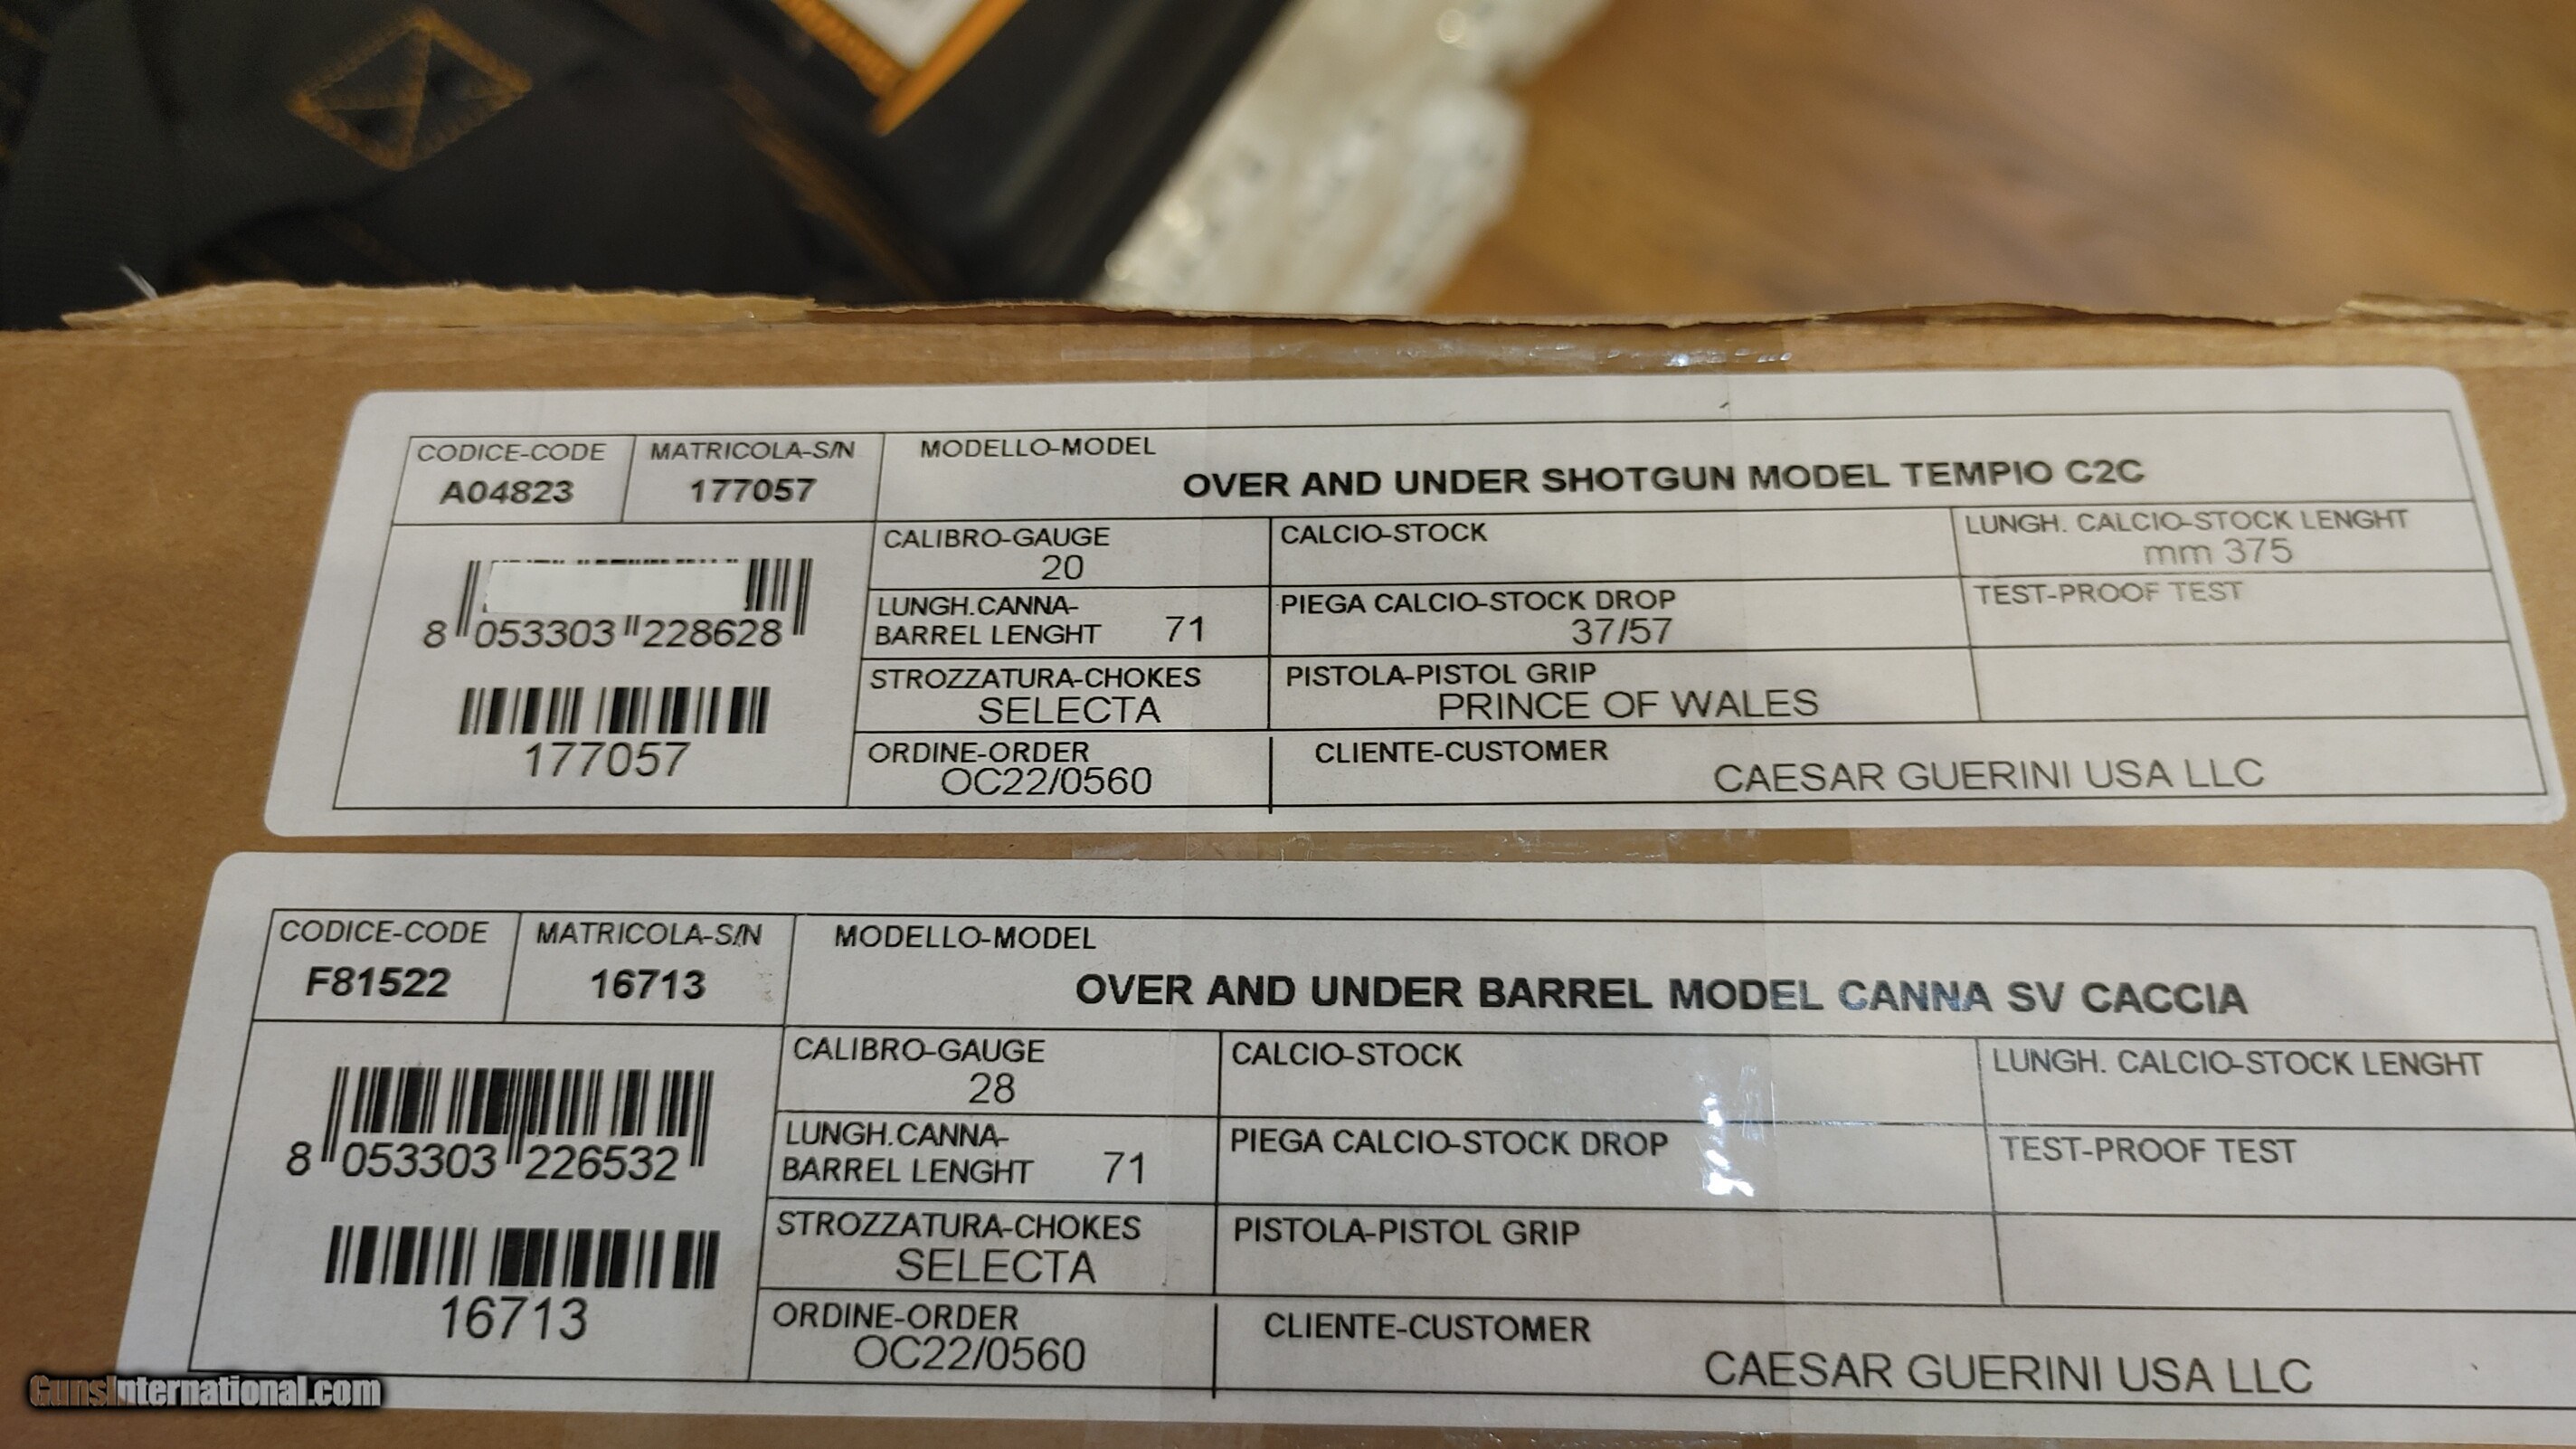 CODICE-CODE MATRICOLA-S/N MODELLO-MODEL
A04823 177057 OVER AND UNDER SHOTGUN MODEL TEMPIO C2C
CALIBRO-GAUGE CALCIO-STOCK LUNGH. CALCIO-STOCK LENGHT
20 mm 375
LUNGH.CANNA- PIEGA CALCIO-STOCK DROP TEST-PROOF TEST
BARREL LENGHT 71 37/57
8 053303 228628
STROZZATURA-CHOKES PISTOLA-PISTOL GRIP
SELECTA PRINCE OF WALES
177057
ORDINE-ORDER CLIENTE-CUSTOMER
OC22/0560 CAESAR GUERINI USA LLC
CODICE-CODE MATRICOLA-S/N MODELLO-MODEL
F81522 16713 OVER AND UNDER BARREL MODEL CANNA SV CACCIA
CALIBRO-GAUGE CALCIO-STOCK LUNGH. CALCIO-STOCK LENGHT
28
LUNGH.CANNA- PIEGA CALCIO-STOCK DROP TEST-PROOF TEST
BARREL LENGHT 71
8 053303 226532
STROZZATURA-CHOKES PISTOLA-PISTOL GRIP
SELECTA
16713
ORDINE-ORDER CLIENTE-CUSTOMER
OC22/0560 CAESAR GUERINI USA LLC
GunsInternational.com